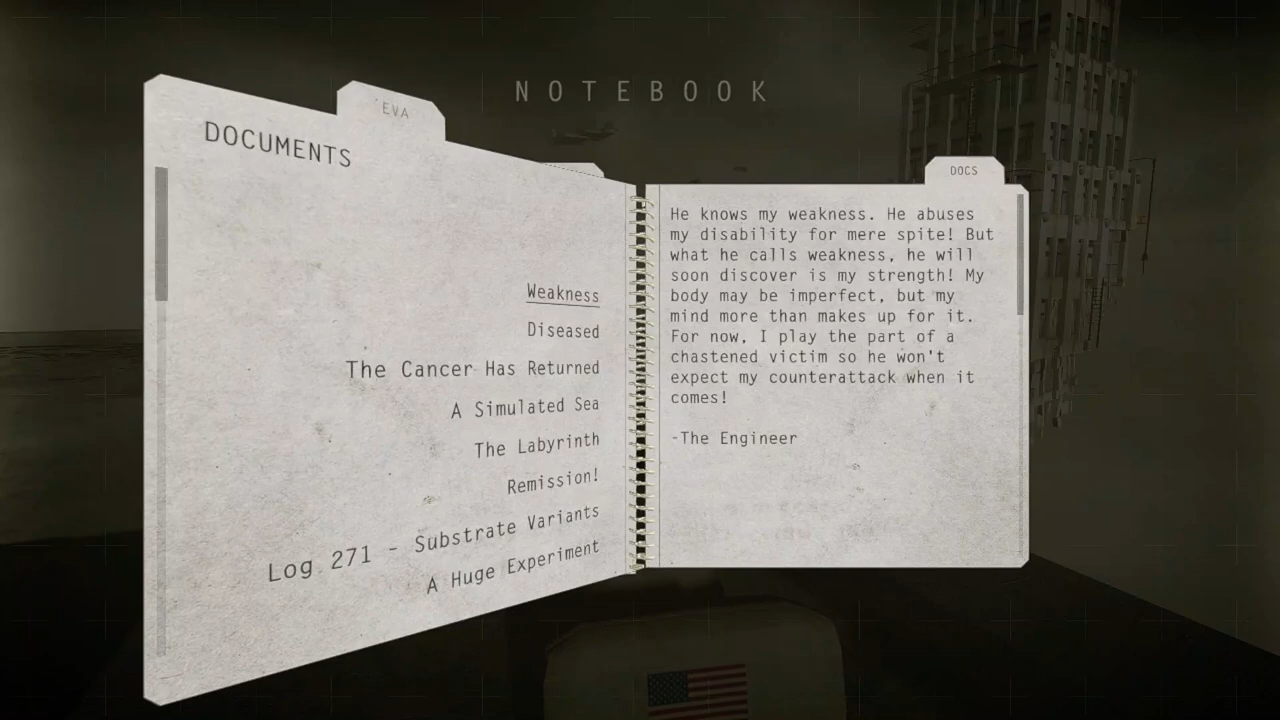 NOTEBOOK
EVA
DOCUMENTS
Weakness
Diseased
The Cancer Has Returned
A Simulated Sea
The Labyrinth
Remission!
Log 271 - Substrate Variants
A Huge Experiment
DOCS
He knows my weakness. He abuses
my disability for mere spite! But
what he calls weakness, he will
soon discover is my strength! My
body may be imperfect, but my
mind more than makes up for it.
For now, I play the part of a
chastened victim so he won't
expect my counterattack when it
comes!
-The Engineer